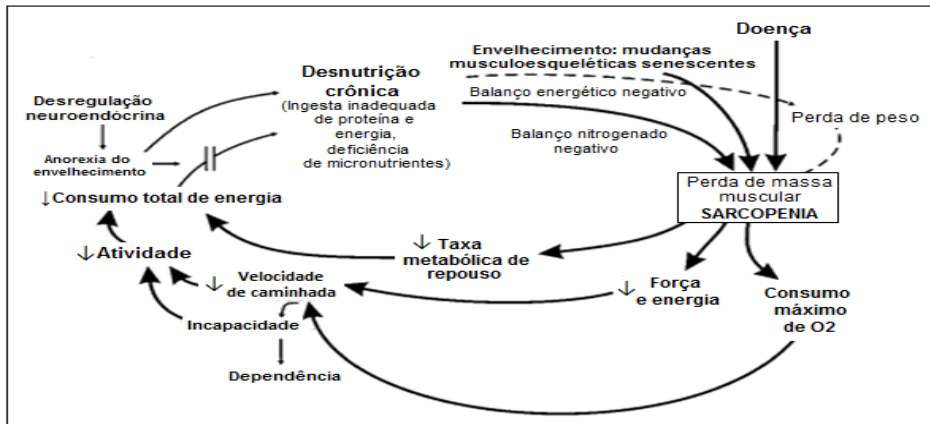 Doença
Envelhecimento: mudanças
musculoesqueléticas senescentes
Desnutrição
crônica
(Ingesta inadequada
de proteína e
energia,
deficiência
de micronutrientes)
Balanço energético negativo
Perda de peso
Balanço nitrogenado
negativo
Desregulação
neuroendócrina
Anorexia do
envelhecimento
↓Consumo total de energia
Perda de massa
muscular
SARCOPENIA
↓ Atividade
↓ Taxa
metabólica de
repouso
↓ Velocidade
de caminhada
↓ Força
e energia
Consumo
máximo
de O2
Incapacidade
Dependência